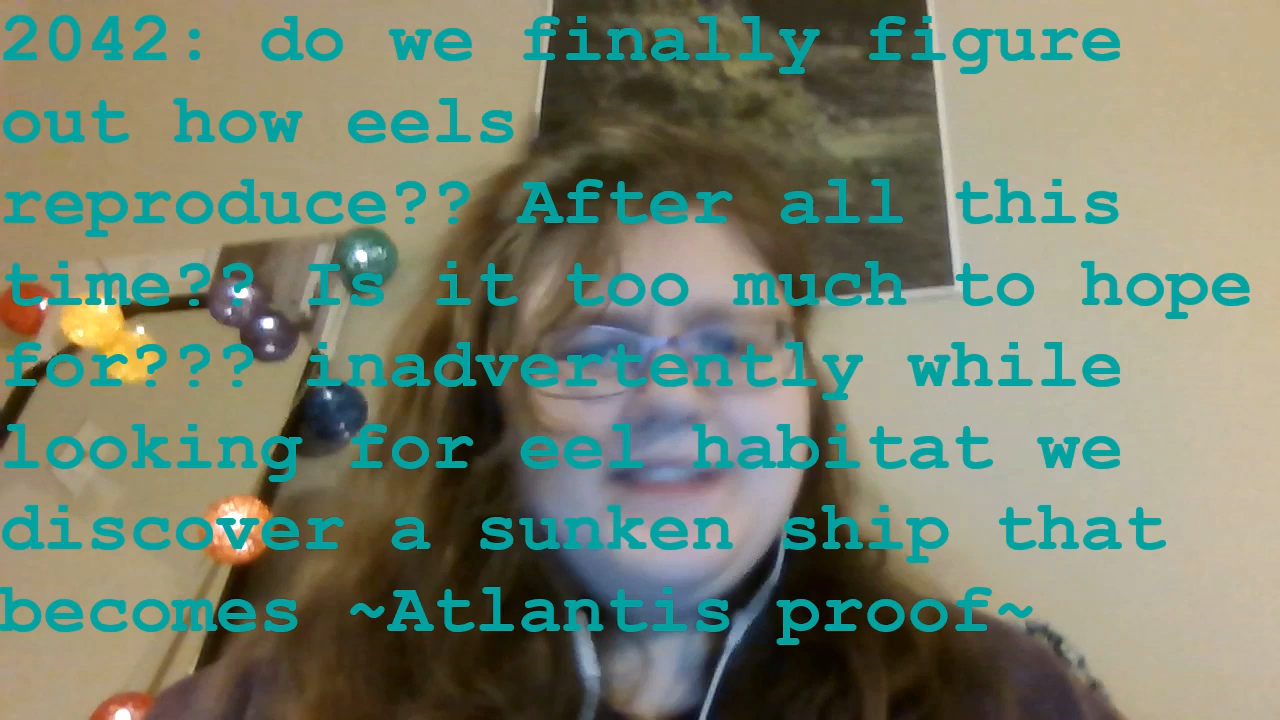 2042: do we finally figure
out how eels
reproduce?? After all this
time?? Is it too much to hope
for??? inadvertently while
looking for eel habitat we
discover a sunken ship that
becomes ~Atlantis proof~